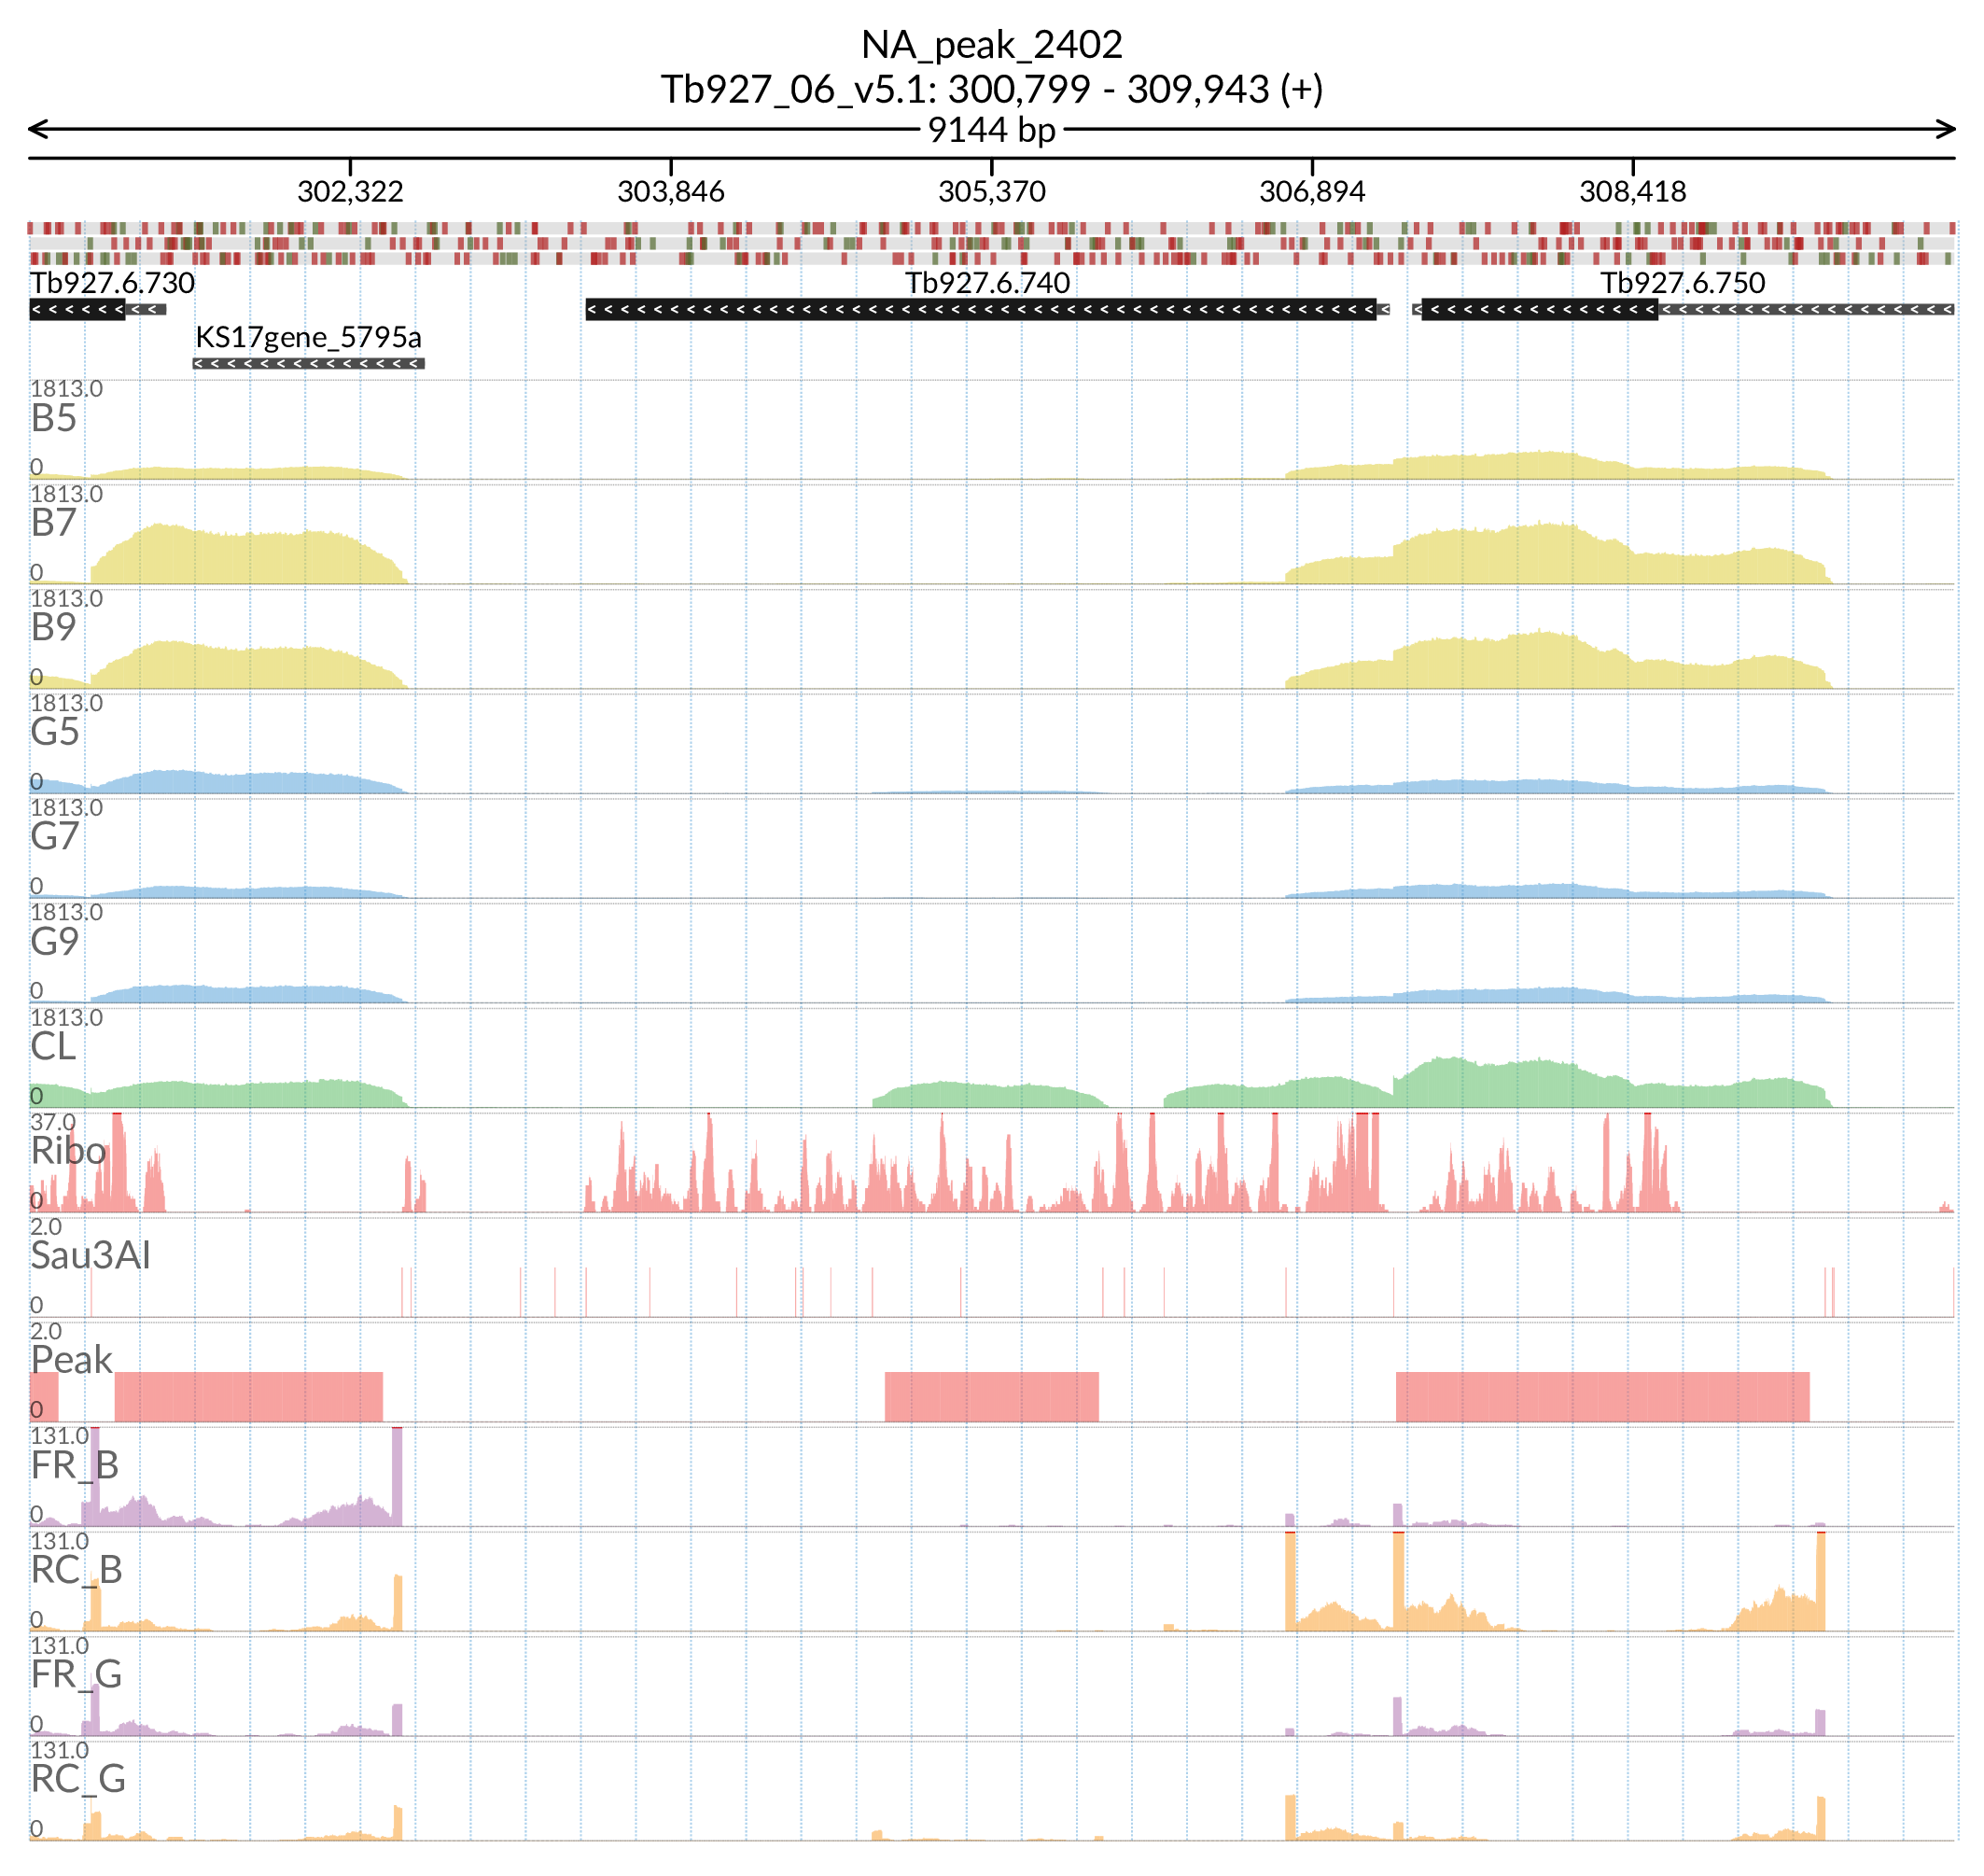 NA_peak_2402
Tb927_06_v5.1: 300,799 - 309,943 (+)
9144 bp
302,322 303,846 305,370 306,894 308,418
Tb927.6.730 Tb927.6.740 Tb927.6.750
KS17gene_5795a
1813.0
B5
0
1813.0
B7
0
1813.0
B9
0
1813.0
G5
0
1813.0
G7
0
1813.0
G9
0
1813.0
CL
0
37.0
Ribo
0
2.0
Sau3AI
0
2.0
Peak
0
131.0
FR_B
0
131.0
RC_B
0
131.0
FR_G
0
131.0
RC_G
0